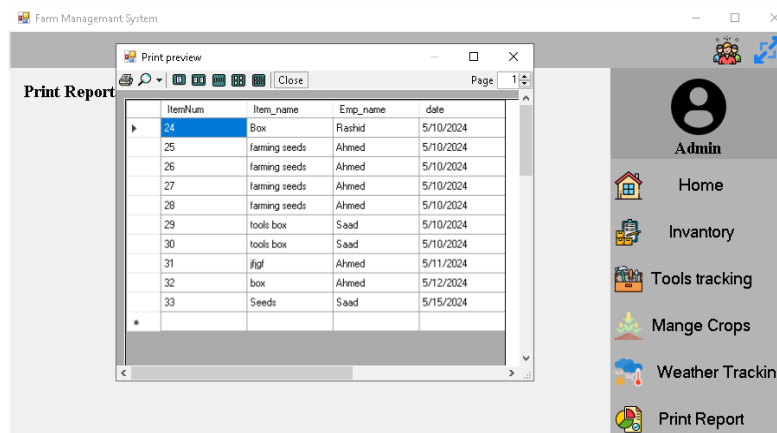 Farm Managemant System
Print preview
Close
Page 1
Print Report
ItemNum Item_name Emp_name date
24 Box Rashid 5/10/2024
25 farming seeds Ahmed 5/10/2024
26 farming seeds Ahmed 5/10/2024
27 farming seeds Ahmed 5/10/2024
28 farming seeds Ahmed 5/10/2024
29 tools box Saad 5/10/2024
30 tools box Saad 5/10/2024
31 Ahmed 5/11/2024
32 box Ahmed 5/12/2024
33 Seeds Saad 5/15/2024
Admin
Home
Invantory
Tools tracking
Mange Crops
Weather Trackin
Print Report